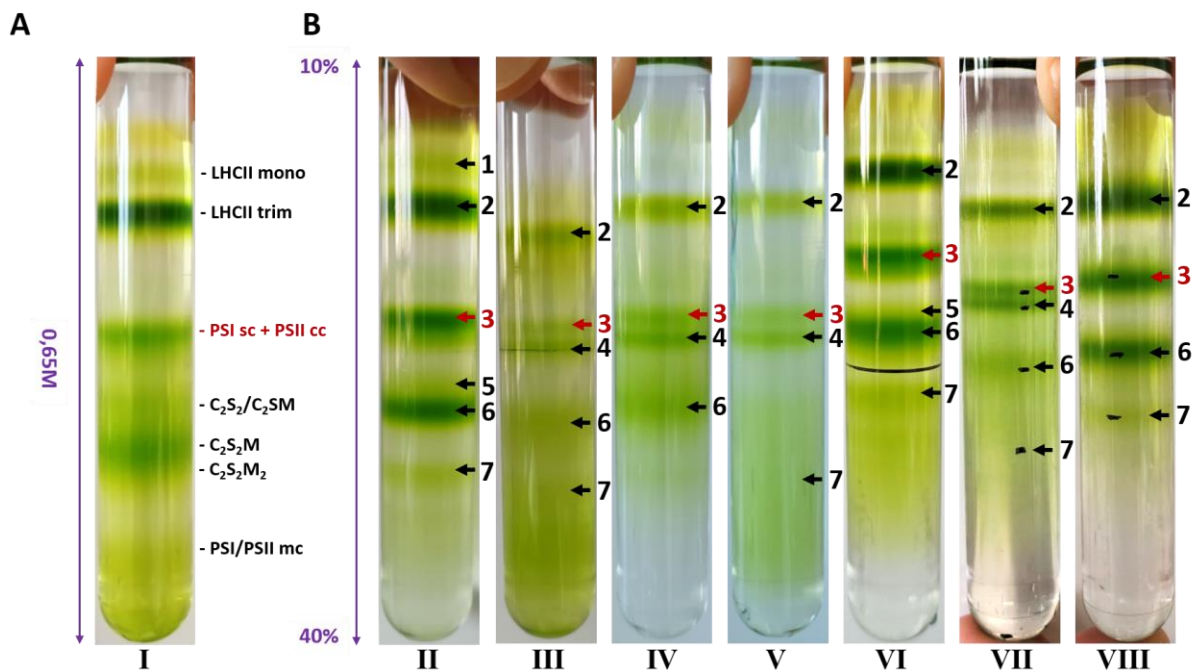 A
B
0,65M
- LHCII mono
- LHCII trim
- PSI sc + PSII cc
- C₂S₂/C₂SM
- C₂S₂M
- C₂S₂M₂
- PSI/PSII mc
I
10%
40%
1
2
3
5
6
7
II
2
3
4
6
7
III
2
3
4
6
IV
2
3
4
7
V
2
3
5
6
7
VI
2
3
4
6
7
VII
2
3
6
7
VIII